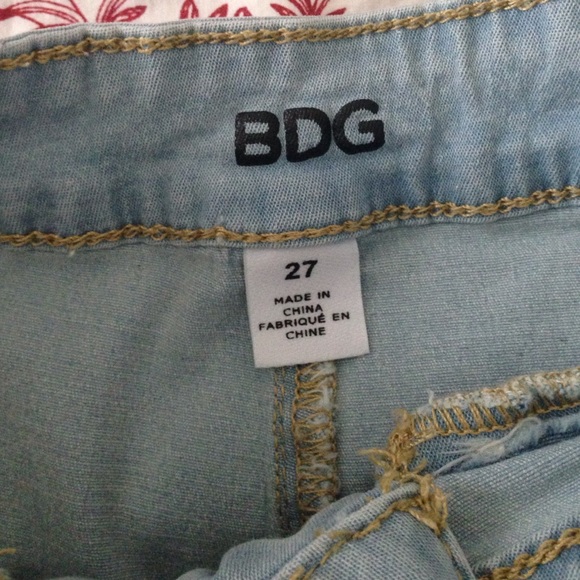 BDG
27
MADE IN
CHINA
FABRIQUÉ EN
CHINE